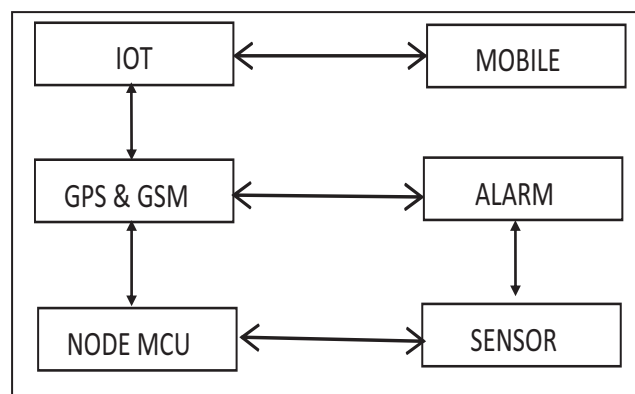 IOT
MOBILE
GPS & GSM
ALARM
NODE MCU
SENSOR